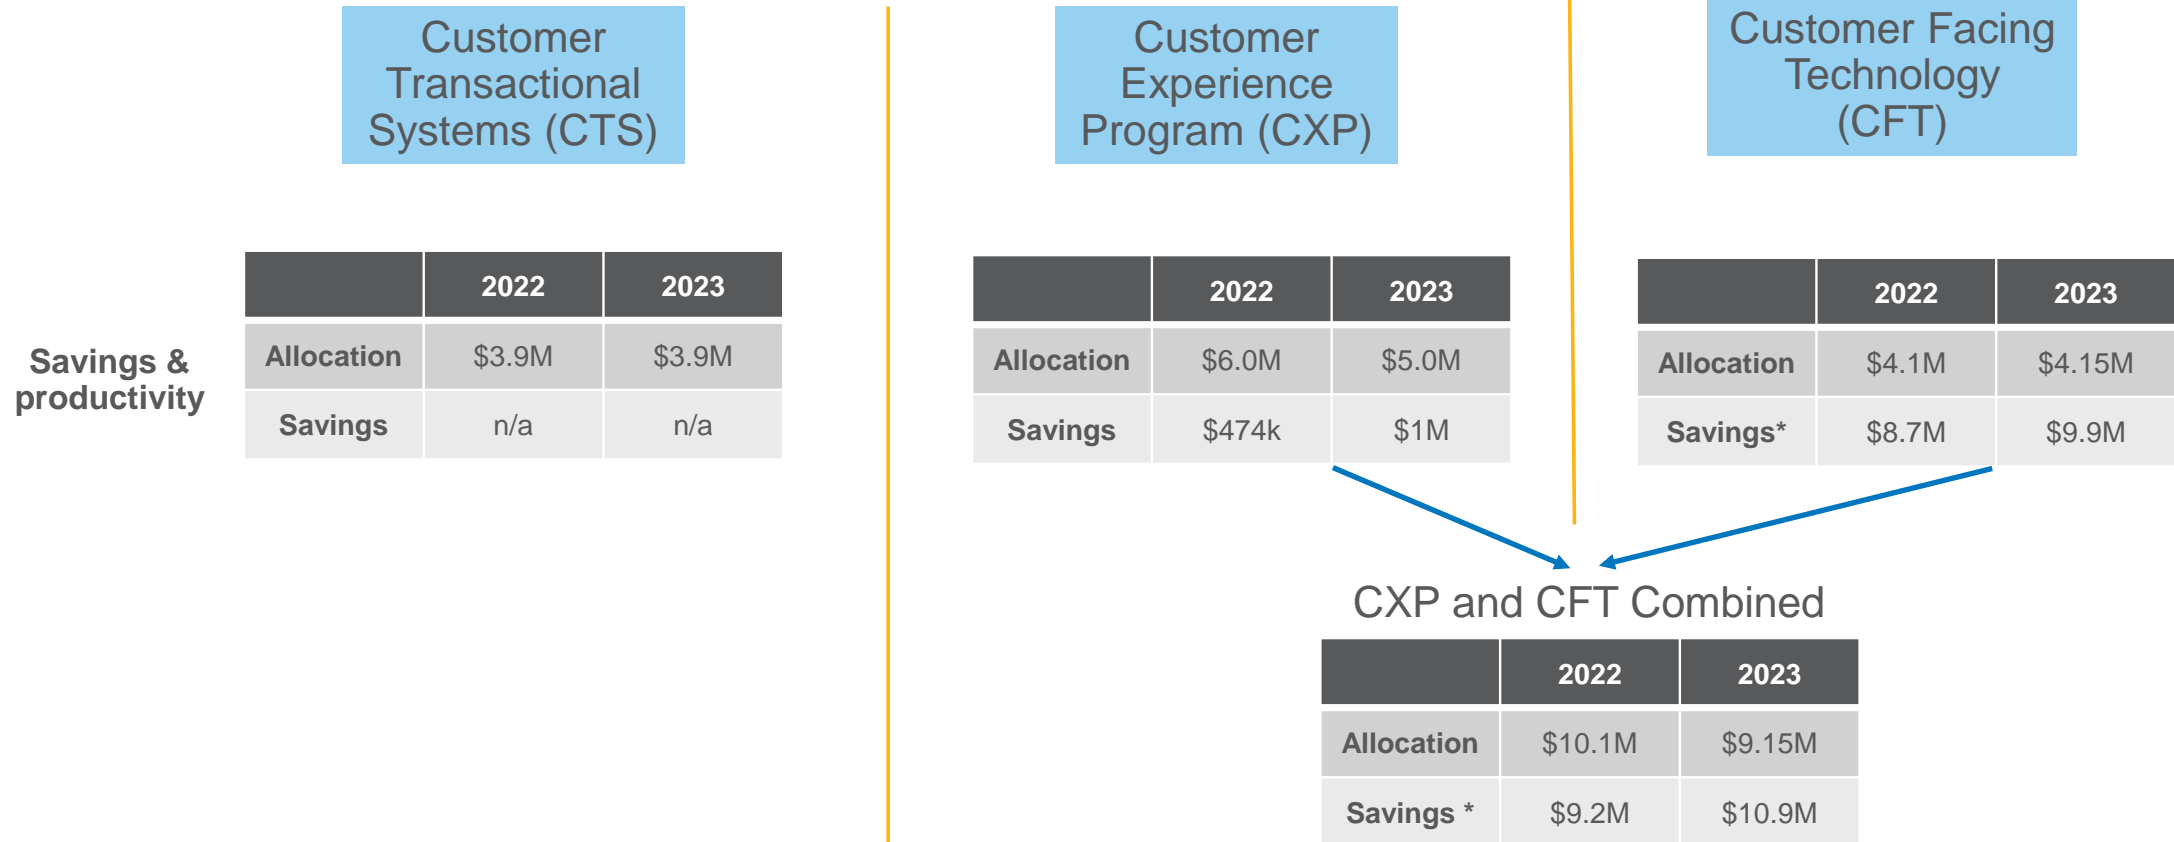 Customer
Transactional
Systems (CTS)
Customer
Experience
Program (CXP)
Customer Facing
Technology
(CFT)
Savings &
productivity
2022 2023
Allocation $3.9M $3.9M
Savings n/a n/a
2022 2023
Allocation $6.0M $5.0M
Savings $474k $1M
2022 2023
Allocation $4.1M $4.15M
Savings* $8.7M $9.9M
CXP and CFT Combined
2022 2023
Allocation $10.1M $9.15M
Savings * $9.2M $10.9M